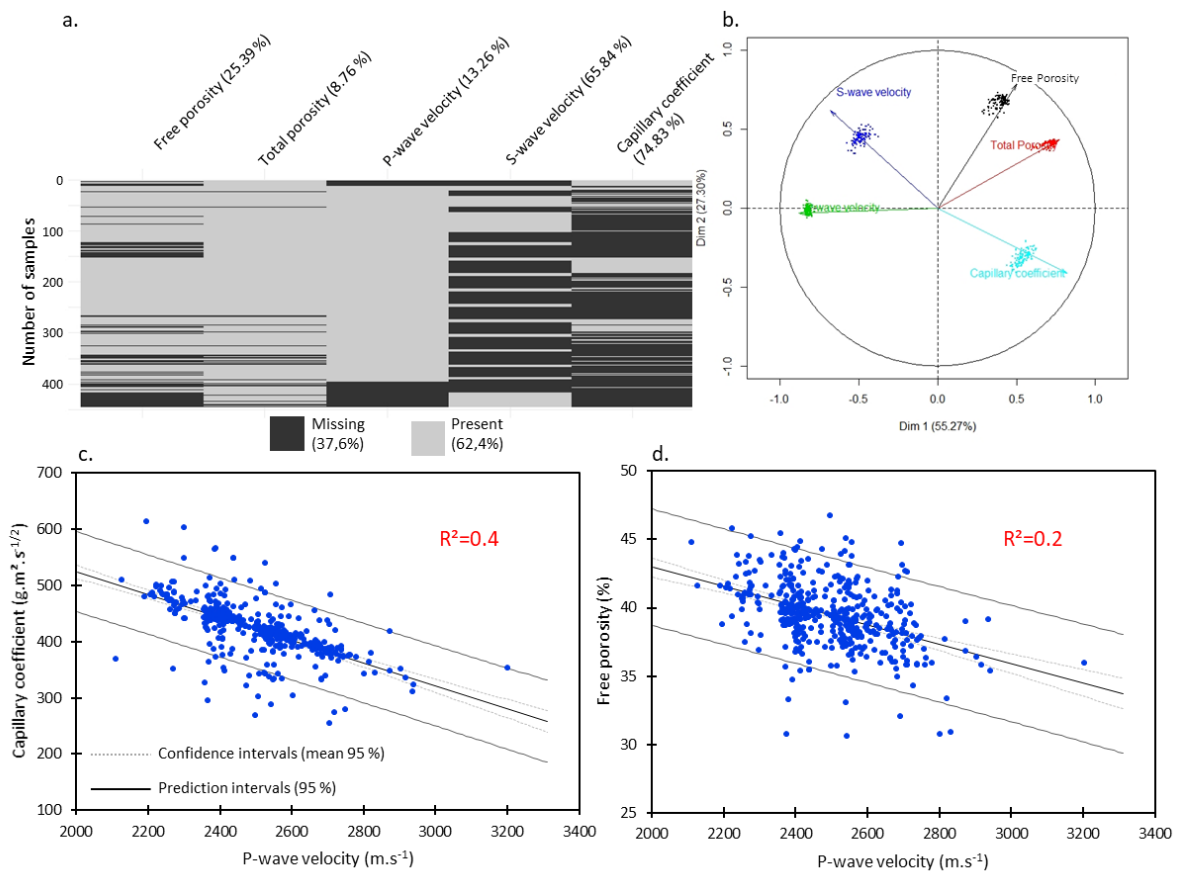 a.
Free porosity (25.39 %)
Total porosity (8.76 %)
P-wave velocity (13.26 %)
S-wave velocity (65.84 %)
Capillary coefficient
(74.83 %)
Number of samples
0
100
200
300
400
Missing
(37,6%)
Present
(62,4%)
b.
Dim 2 (27.30%)
1.0
0.5
0.0
-0.5
-1.0
S-wave velocity
Free Porosity
Total Poros
wave velocity
Capillary coefficient
-1.0
-0.5
0.0
0.5
1.0
Dim 1 (55.27%)
c.
Capillary coefficient (g.m².s⁻¹/²)
700
600
500
400
300
200
100
R²=0.4
Confidence intervals (mean 95 %)
Prediction intervals (95 %)
2000
2200
2400
2600
2800
3000
3200
3400
P-wave velocity (m.s⁻¹)
d.
Free porosity (%)
50
45
40
35
30
25
R²=0.2
2000
2200
2400
2600
2800
3000
3200
3400
P-wave velocity (m.s⁻¹)